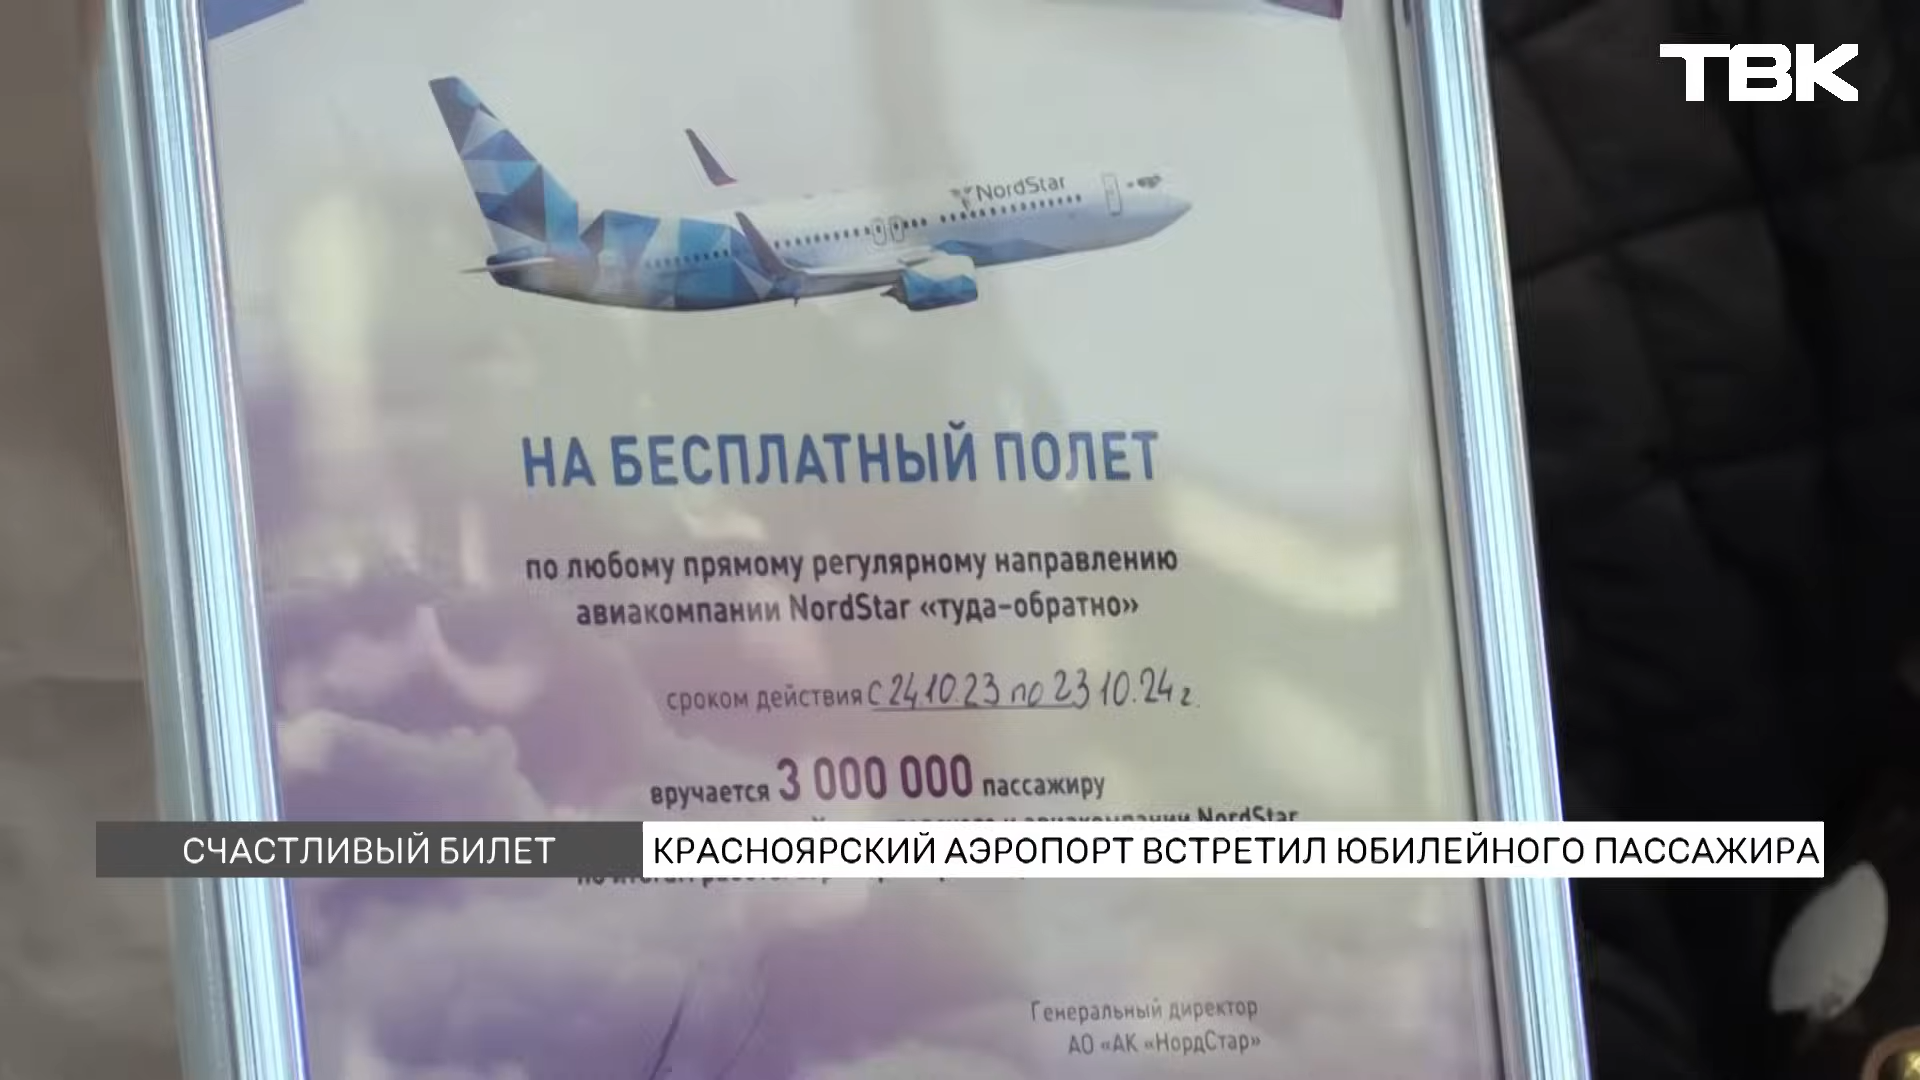 ТВК
NordStar
НА БЕСПЛАТНЫЙ ПОЛЕТ
по любому прямому регулярному направлению
авиакомпании NordStar «туда-обратно»
сроком действия с 24.10.23 по 23.10.24 г.
вручается 3 000 000 пассажиру
авиакомпании NordStar
СЧАСТЛИВЫЙ БИЛЕТ
КРАСНОЯРСКИЙ АЭРОПОРТ ВСТРЕТИЛ ЮБИЛЕЙНОГО ПАССАЖИРА
Генеральный директор
АО «АК «НордСтар»